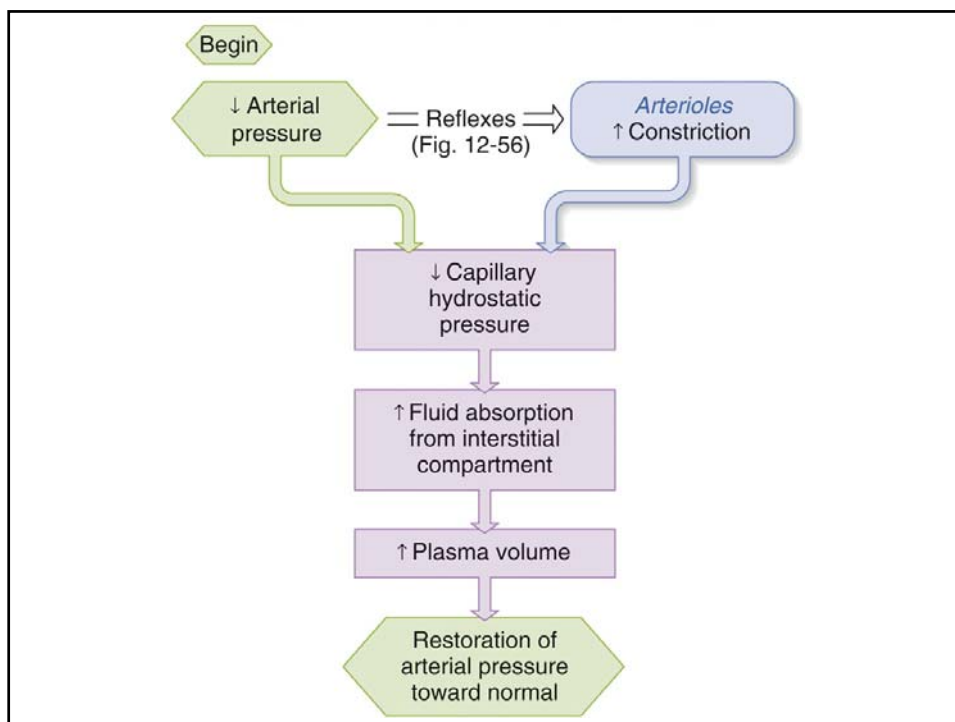 Begin
↓ Arterial
pressure
Reflexes
(Fig. 12-56)
Arterioles
↑ Constriction
↓ Capillary
hydrostatic
pressure
↑ Fluid absorption
from interstitial
compartment
↑ Plasma volume
Restoration of
arterial pressure
toward normal